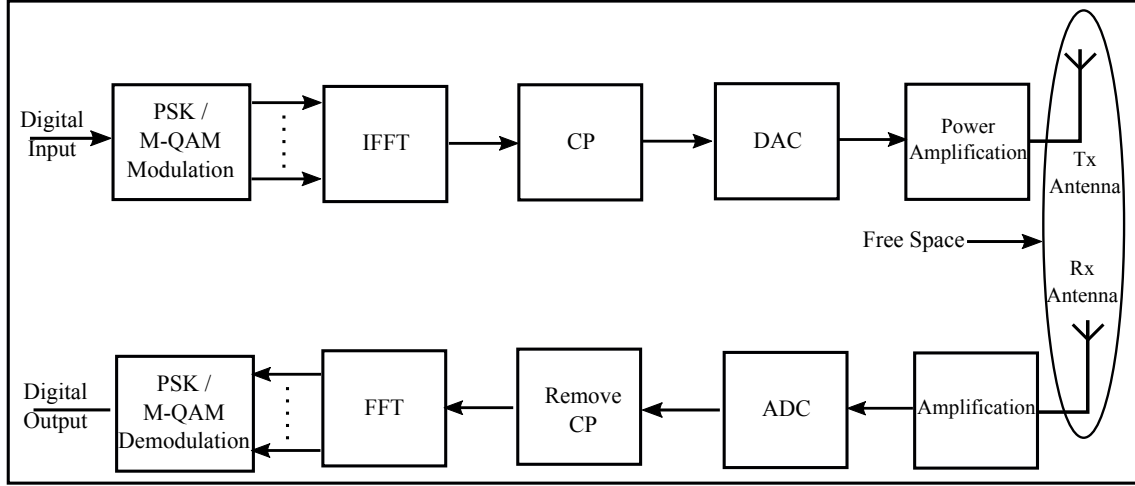 Digital
Input
PSK /
M-QAM
Modulation
IFFT
CP
DAC
Power
Amplification
Tx
Antenna
Free Space
Rx
Antenna
Digital
Output
PSK /
M-QAM
Demodulation
FFT
Remove
CP
ADC
Amplification